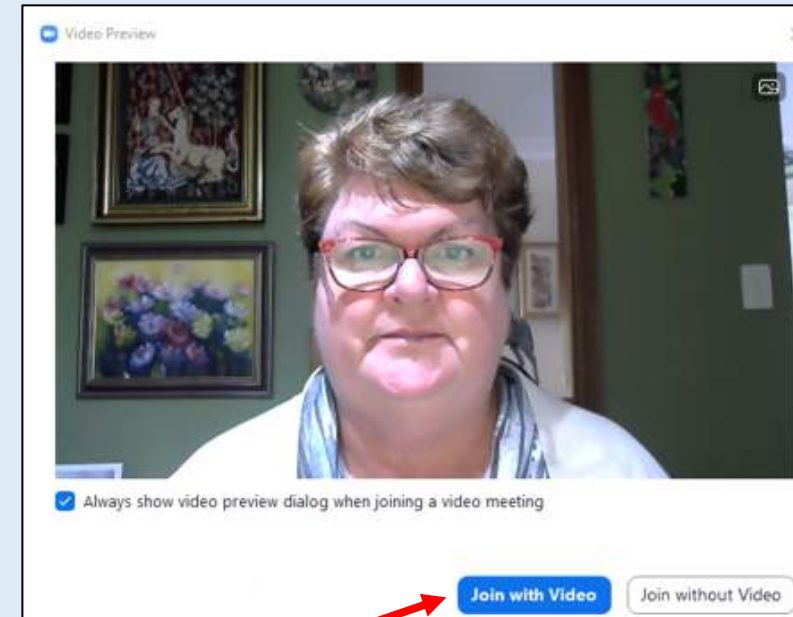 Video Preview
Always show video preview dialog when joining a video meeting
Join with Video
Join without Video